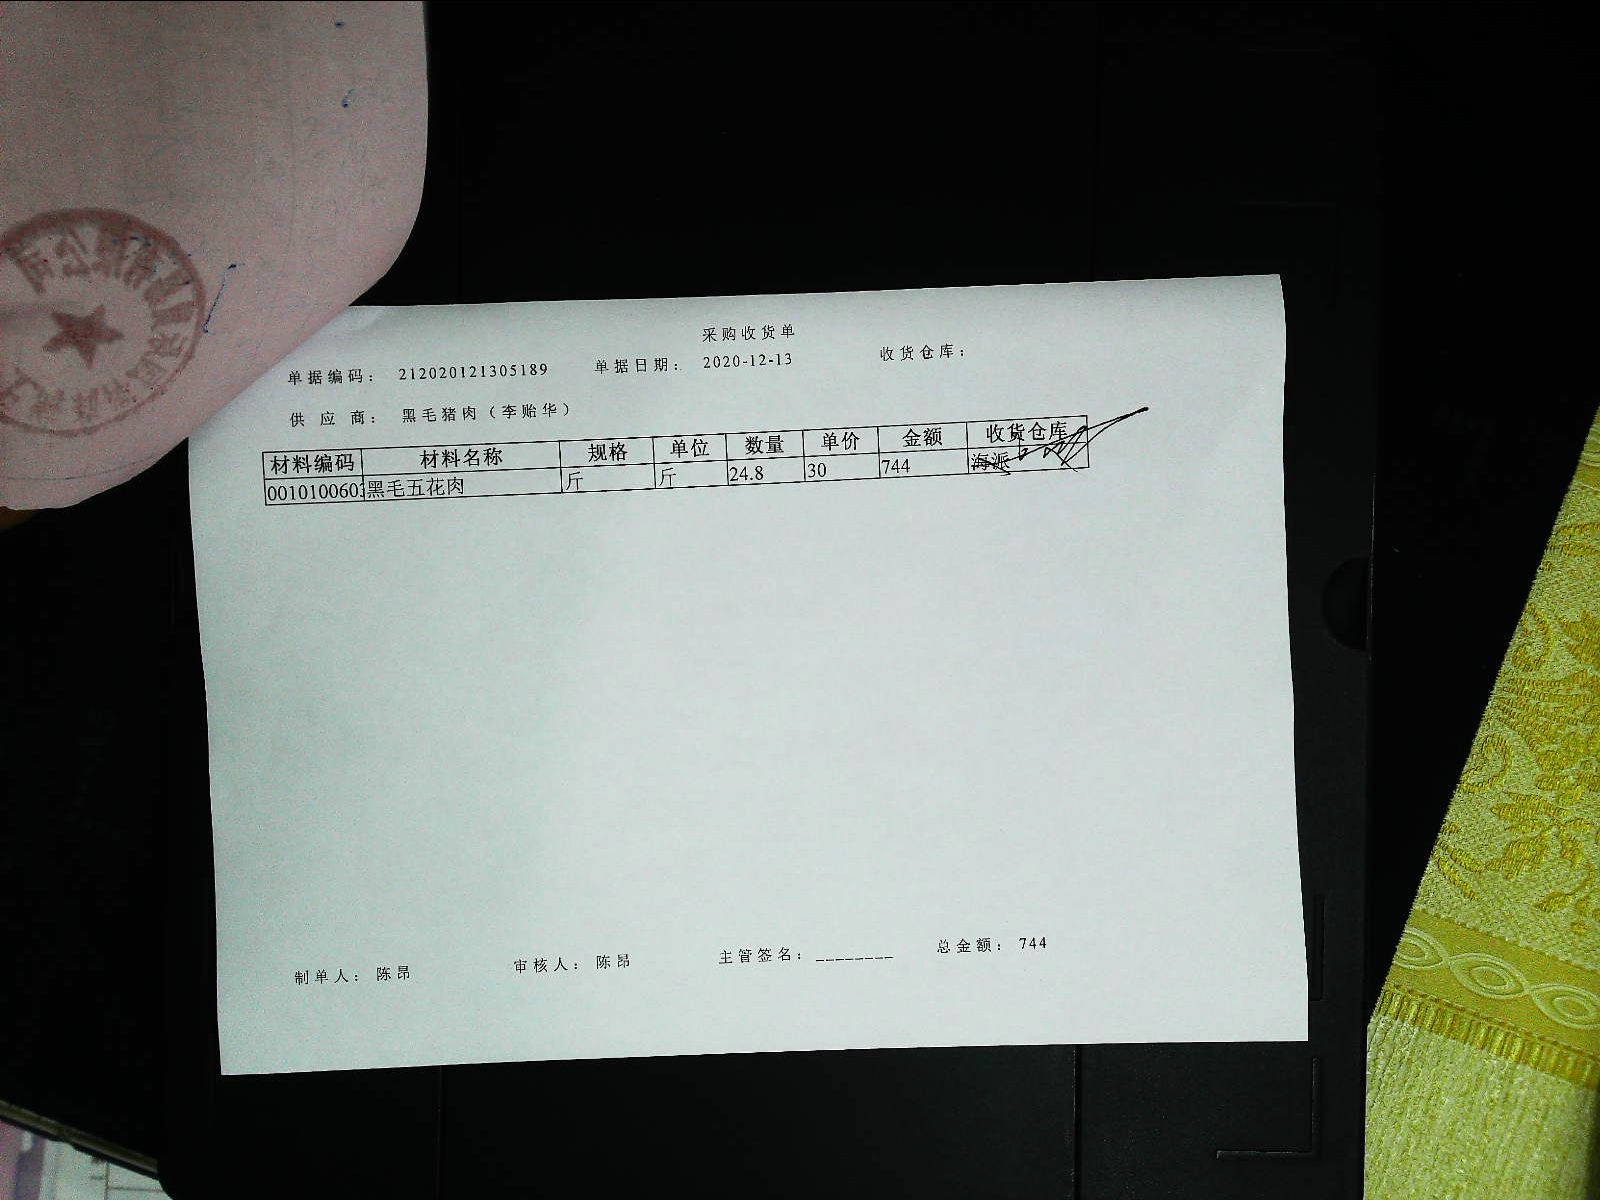 采购收货单
单据编码： 212020121305189 单据日期： 2020-12-13 收货仓库：
供 应 商： 黑毛猪肉（李贻华）
材料编码 材料名称 规格 单位 数量 单价 金额 收货仓库
0010100603 黑毛五花肉 斤 斤 24.8 30 744 海派
制单人： 陈昂 审核人： 陈昂 主管签名：________ 总金额： 744